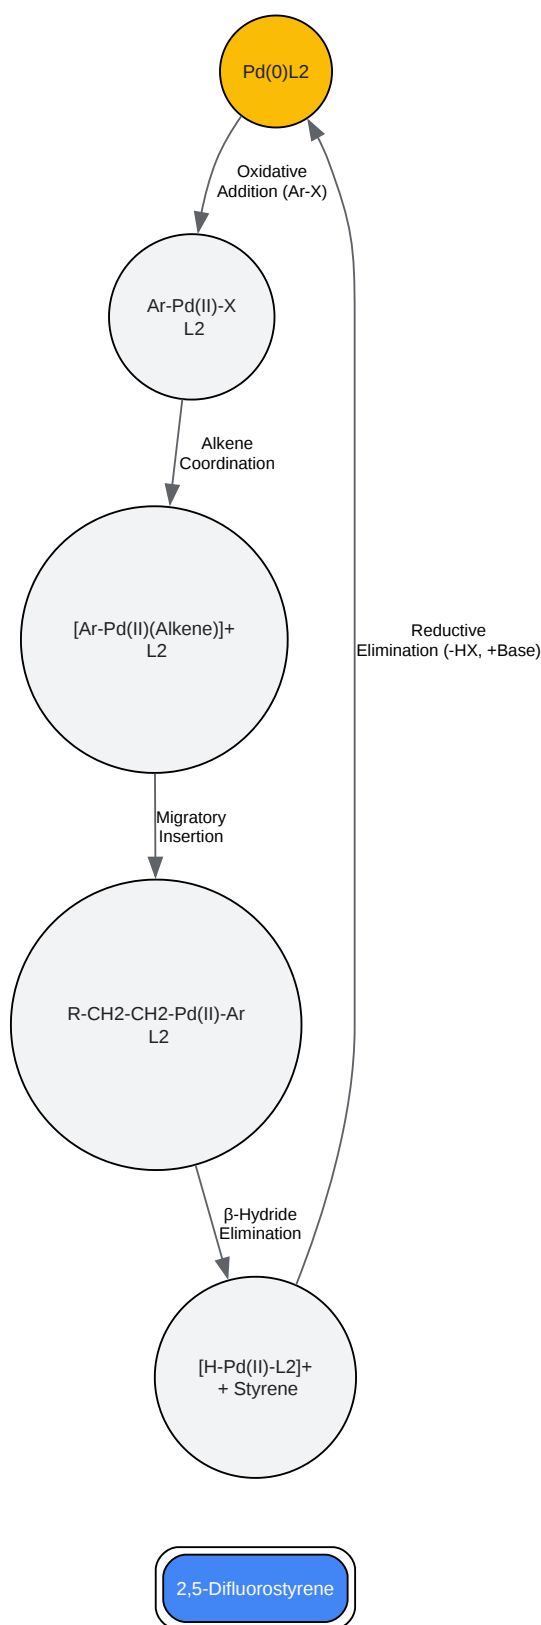 Pd(0)L2
Oxidative
Addition (Ar-X)
Ar-Pd(II)-X
L2
Alkene
Coordination
[Ar-Pd(II)(Alkene)]+
L2
Reductive
Elimination (-HX, +Base)
Migratory
Insertion
R-CH2-CH2-Pd(II)-Ar
L2
β-Hydride
Elimination
[H-Pd(II)-L2]+
+ Styrene
2,5-Difluorostyrene